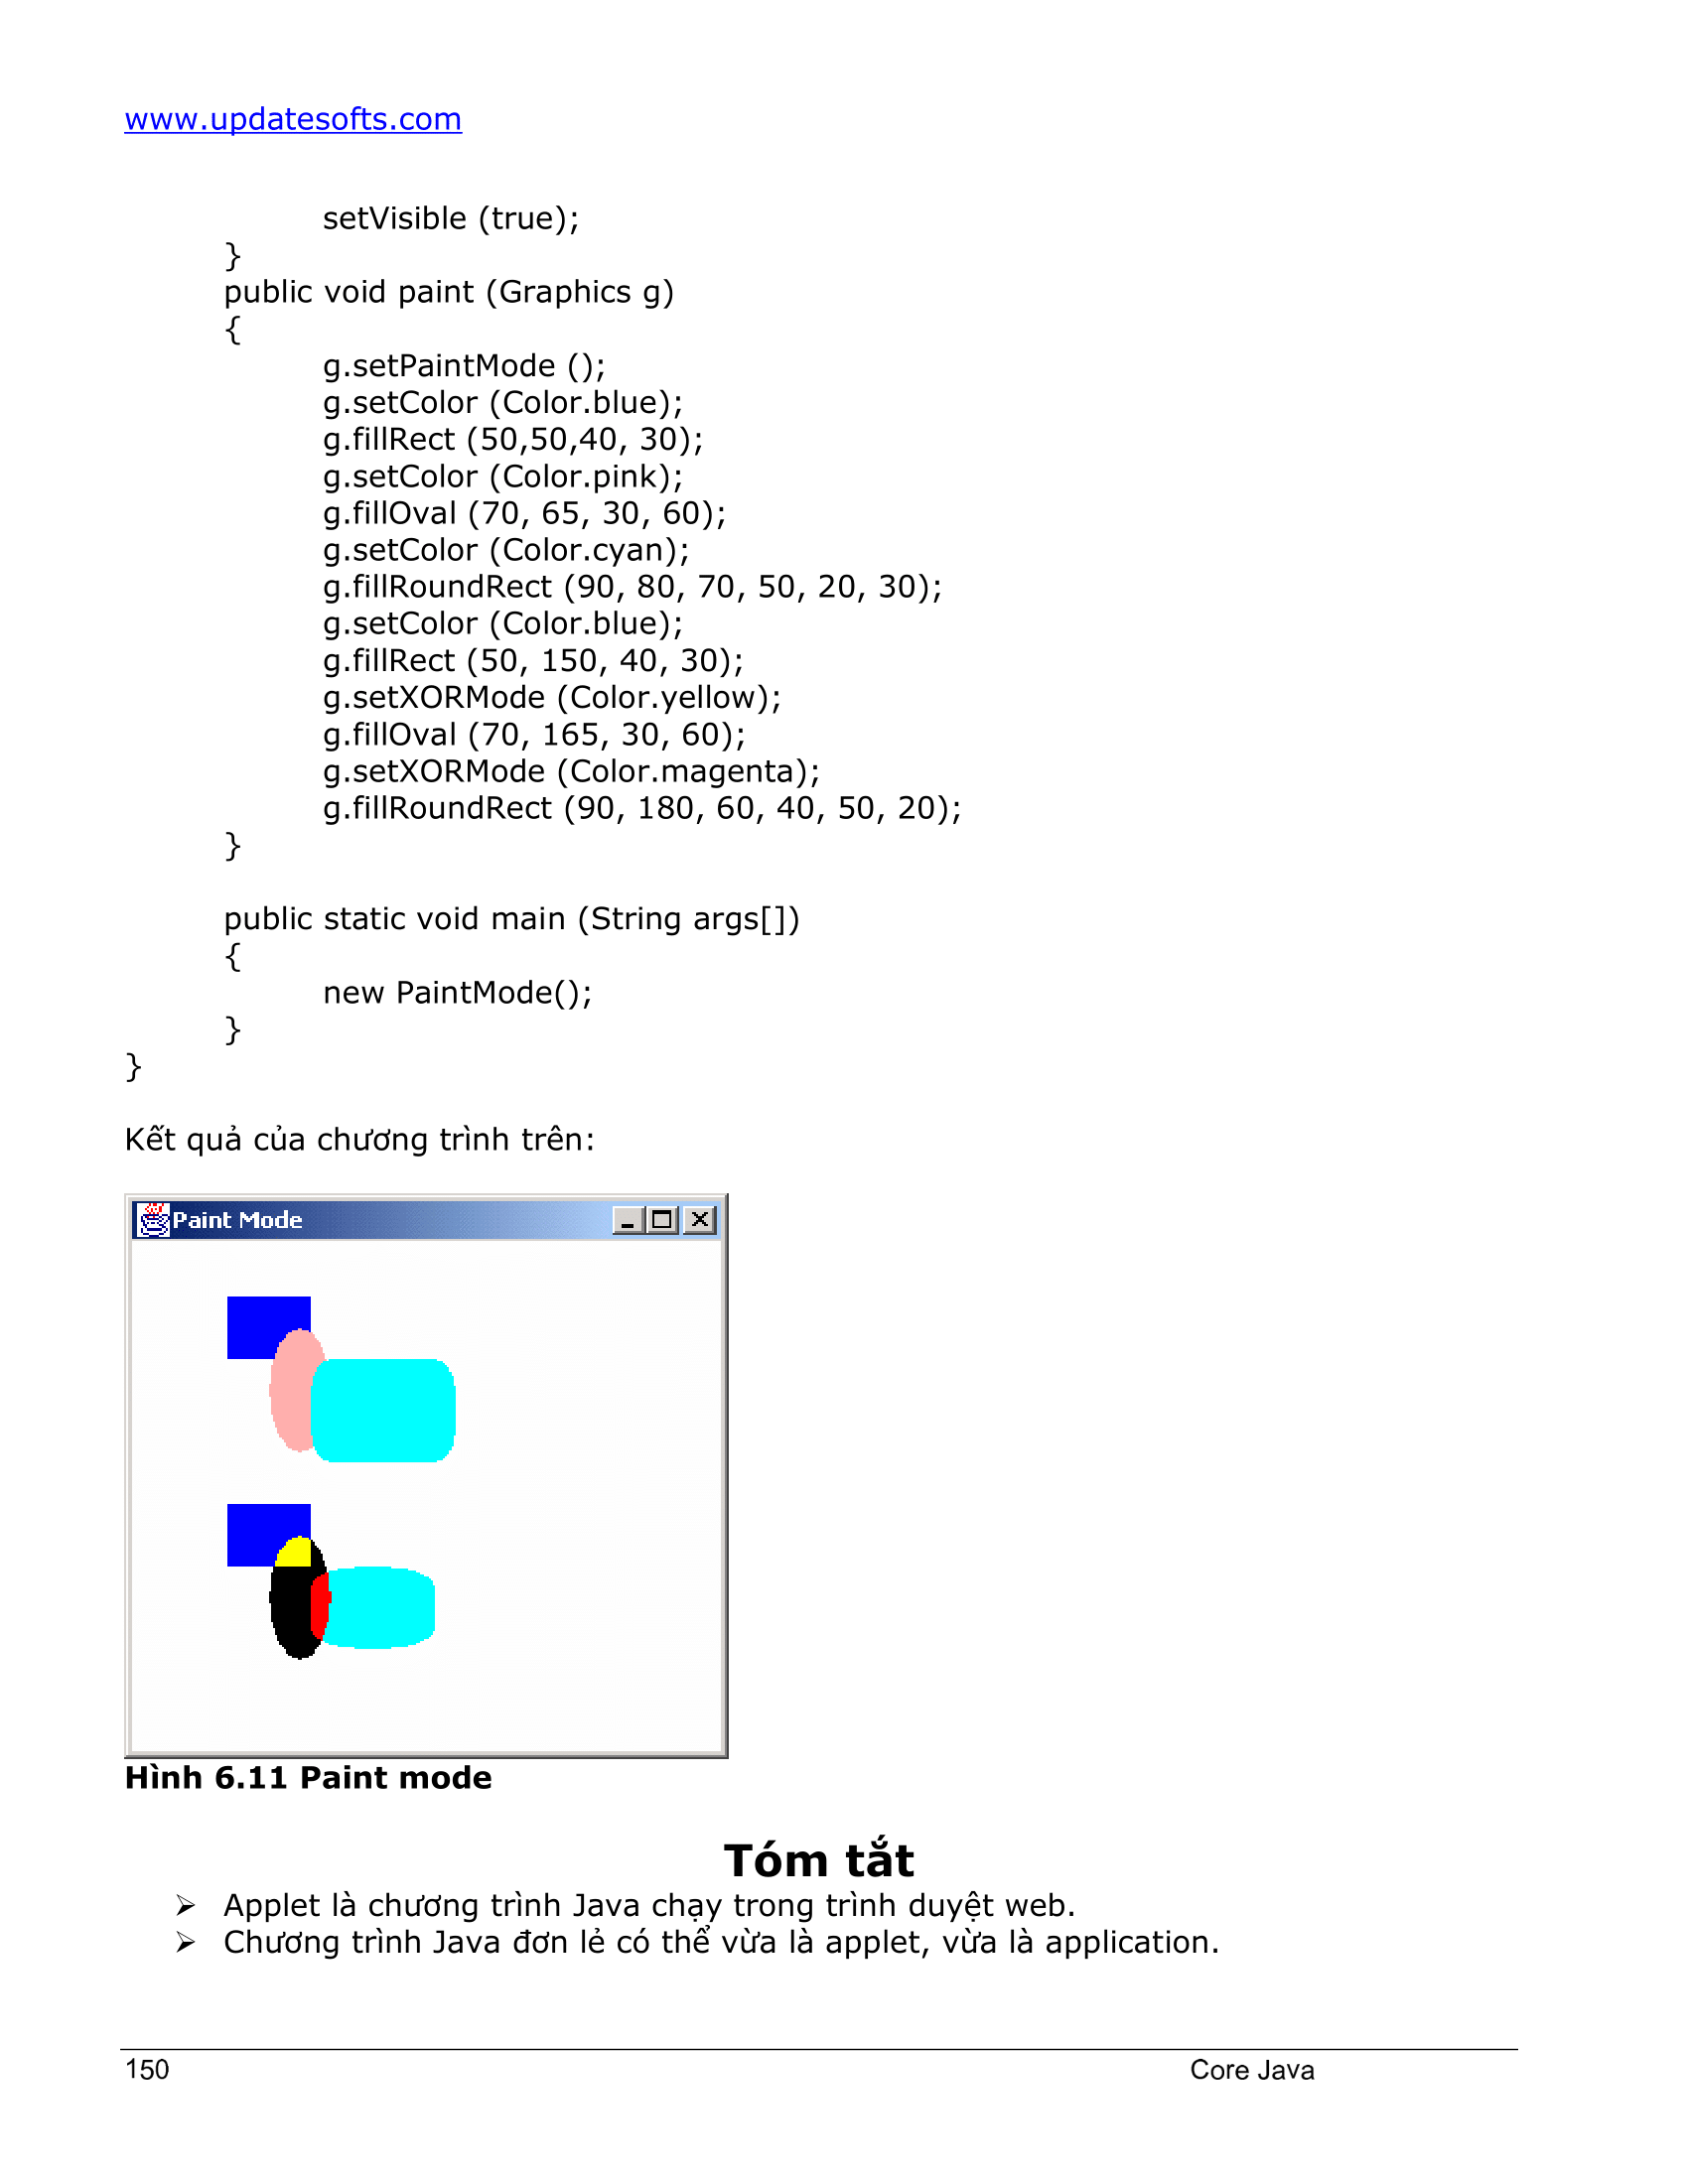 www.updatesofts.com
setVisible (true);
}
public void paint (Graphics g)
{
g.setPaintMode ();
g.setColor (Color.blue);
g.fillRect (50,50,40, 30);
g.setColor (Color.pink);
g.fillOval (70, 65, 30, 60);
g.setColor (Color.cyan);
g.fillRoundRect (90, 80, 70, 50, 20, 30);
g.setColor (Color.blue);
g.fillRect (50, 150, 40, 30);
g.setXORMode (Color.yellow);
g.fillOval (70, 165, 30, 60);
g.setXORMode (Color.magenta);
g.fillRoundRect (90, 180, 60, 40, 50, 20);
}
public static void main (String args[])
{
new PaintMode();
}
}
Kết quả của chương trình trên:
Paint Mode
Hình 6.11 Paint mode
Tóm tắt
➢ Applet là chương trình Java chạy trong trình duyệt web.
➢ Chương trình Java đơn lẻ có thể vừa là applet, vừa là application.
150 Core Java